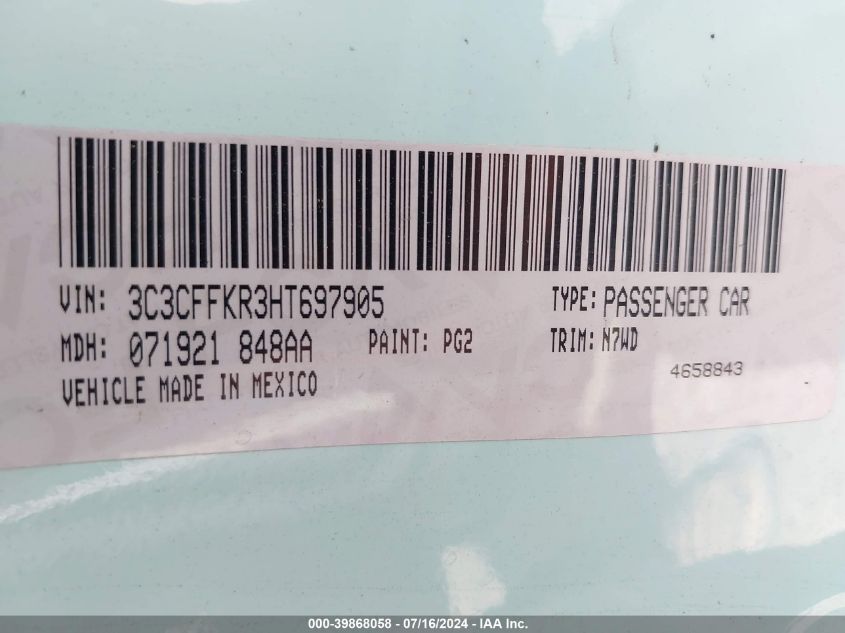 VIN: 3C3CFFKR3HT697905 TYPE: PASSENGER CAR
MDH: 071921 848AA PAINT: PG2 TRIM: N7WD
4658843
VEHICLE MADE IN MEXICO
000-39868058 - 07/16/2024 - IAA Inc.